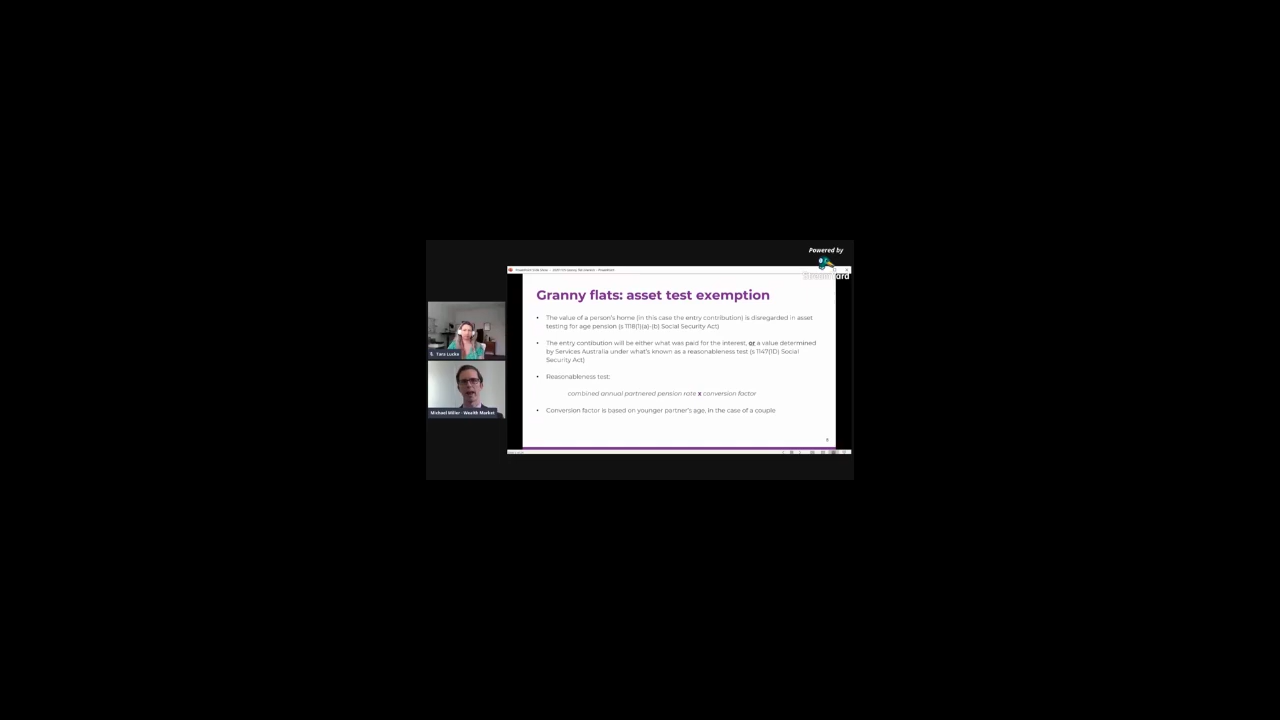 Powered by
Granny flats: asset test exemption
• The value of a person's home (in this case the entry contribution) is disregarded in asset
testing for age pension (s 1118(1)(a)-(b) Social Security Act)
• The entry contibution will be either what was paid for the interest, or a value determined
by Services Australia under what's known as a reasonableness test (s 1147(1D) Social
Security Act)
• Reasonableness test:
combined annual partnered pension rate x conversion factor
• Conversion factor is based on younger partner's age, in the case of a couple
8
Tara Lucke
Michael Miller - Wealth Market